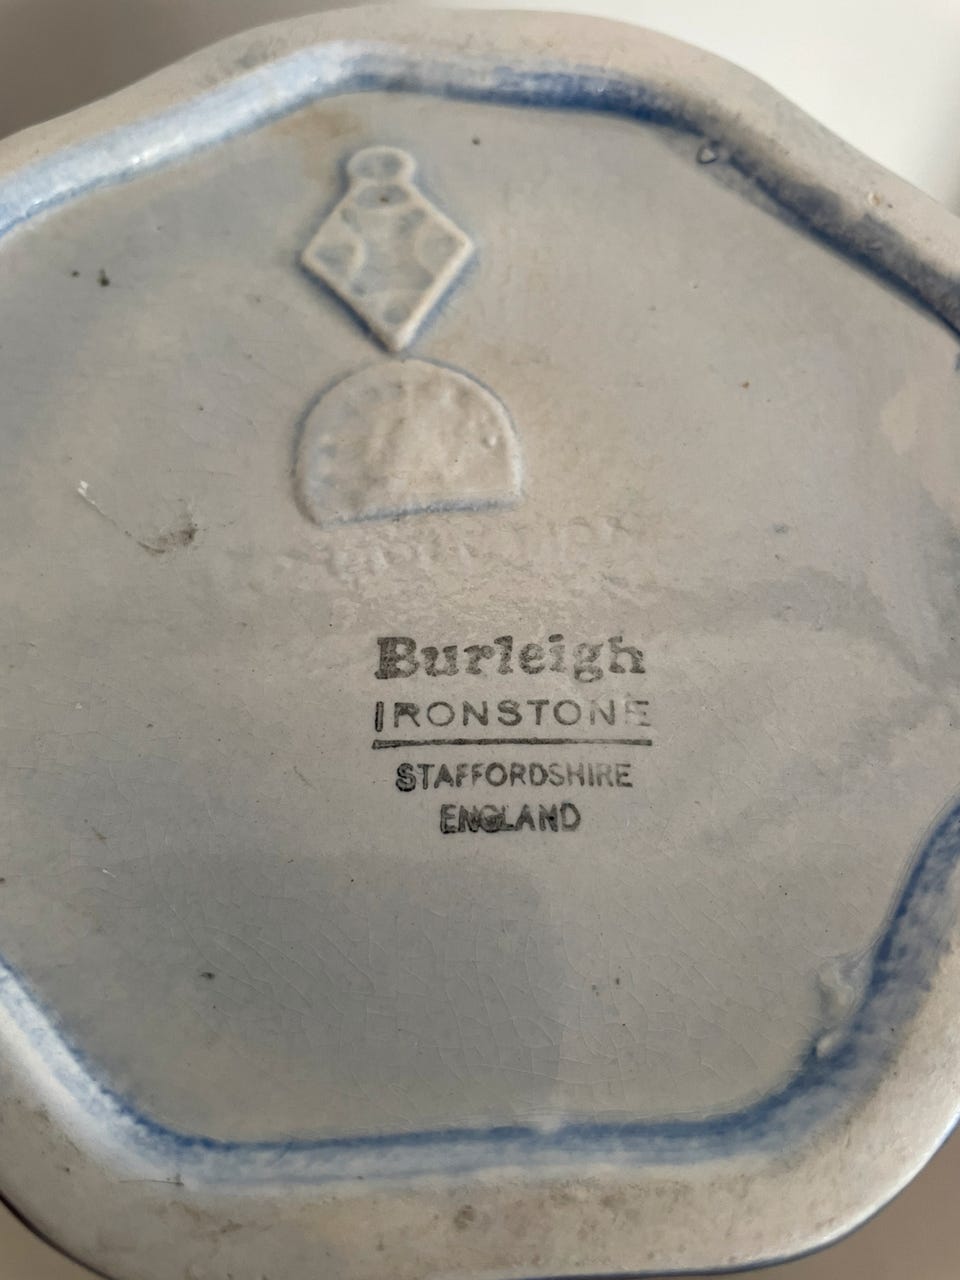 Burleigh
IRONSTONE
STAFFORDSHIRE
ENGLAND